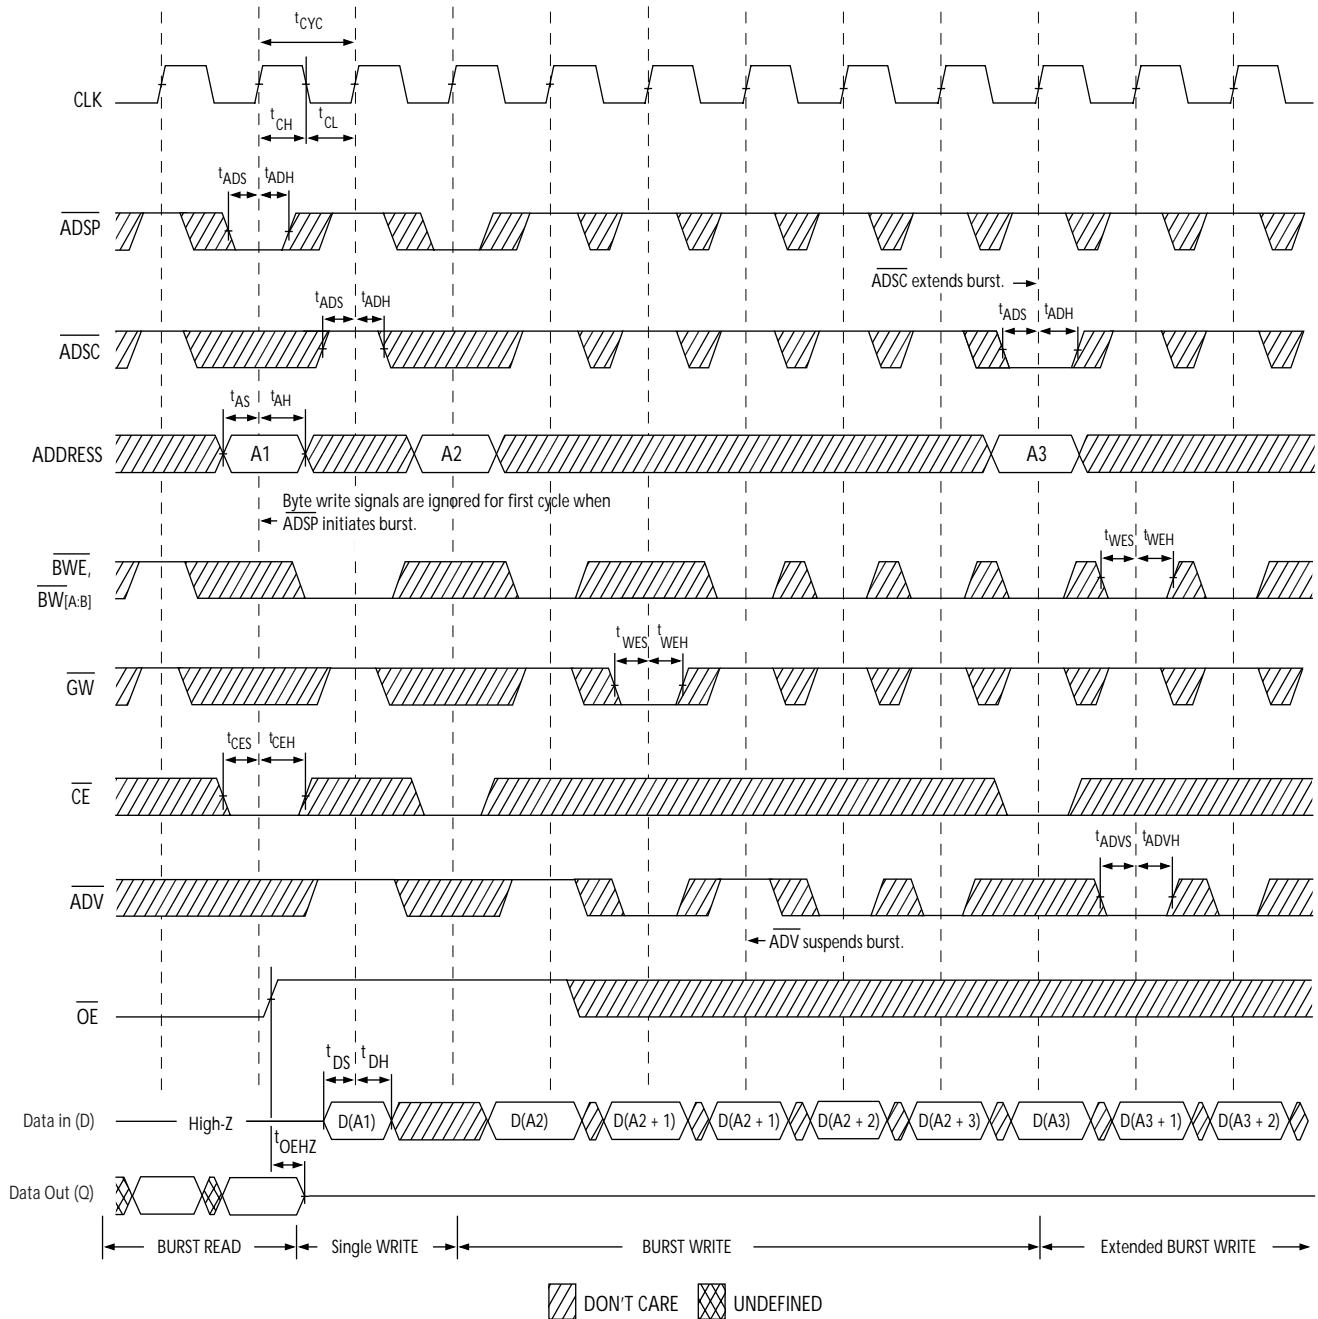 tCYC
CLK
tCH
tCL
tADS
tADH
ADSP
ADSC extends burst.
tADS
tADH
tADS
tADH
ADSC
tAS
tAH
ADDRESS
A1
A2
A3
Byte write signals are ignored for first cycle when
ADSP initiates burst.
tWES
tWEH
BWE,
BW[A:B]
tWES
tWEH
GW
tCES
tCEH
CE
tADVS
tADVH
ADV
ADV suspends burst.
OE
tDS
tDH
Data in (D)
High-Z
D(A1)
D(A2)
D(A2 + 1)
D(A2 + 1)
D(A2 + 2)
D(A2 + 3)
D(A3)
D(A3 + 1)
D(A3 + 2)
tOEHZ
Data Out (Q)
BURST READ
Single WRITE
BURST WRITE
Extended BURST WRITE
DON'T CARE
UNDEFINED